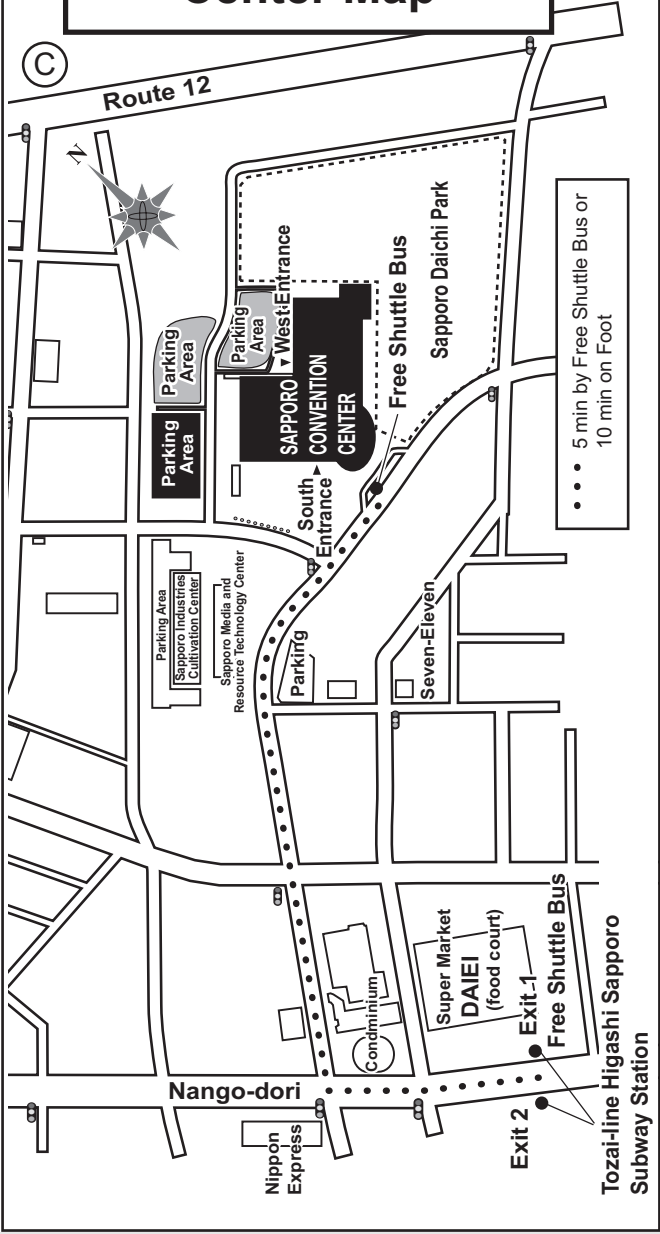 Center Map
C
Route 12
N
Parking
Area
Parking
Area
Parking
Area
West Entrance
SAPPORO
CONVENTION
CENTER
South
Entrance
Free Shuttle Bus
Sapporo Daichi Park
5 min by Free Shuttle Bus or
10 min on Foot
Parking Area
Sapporo Industries
Cultivation Center
Sapporo Media and
Resource Technology Center
Parking
Seven-Eleven
Super Market
DAIEI
(food court)
Condminium
Exit 1
Free Shuttle Bus
Nango-dori
Nippon
Express
Exit 2
Tozai-line Higashi Sapporo
Subway Station